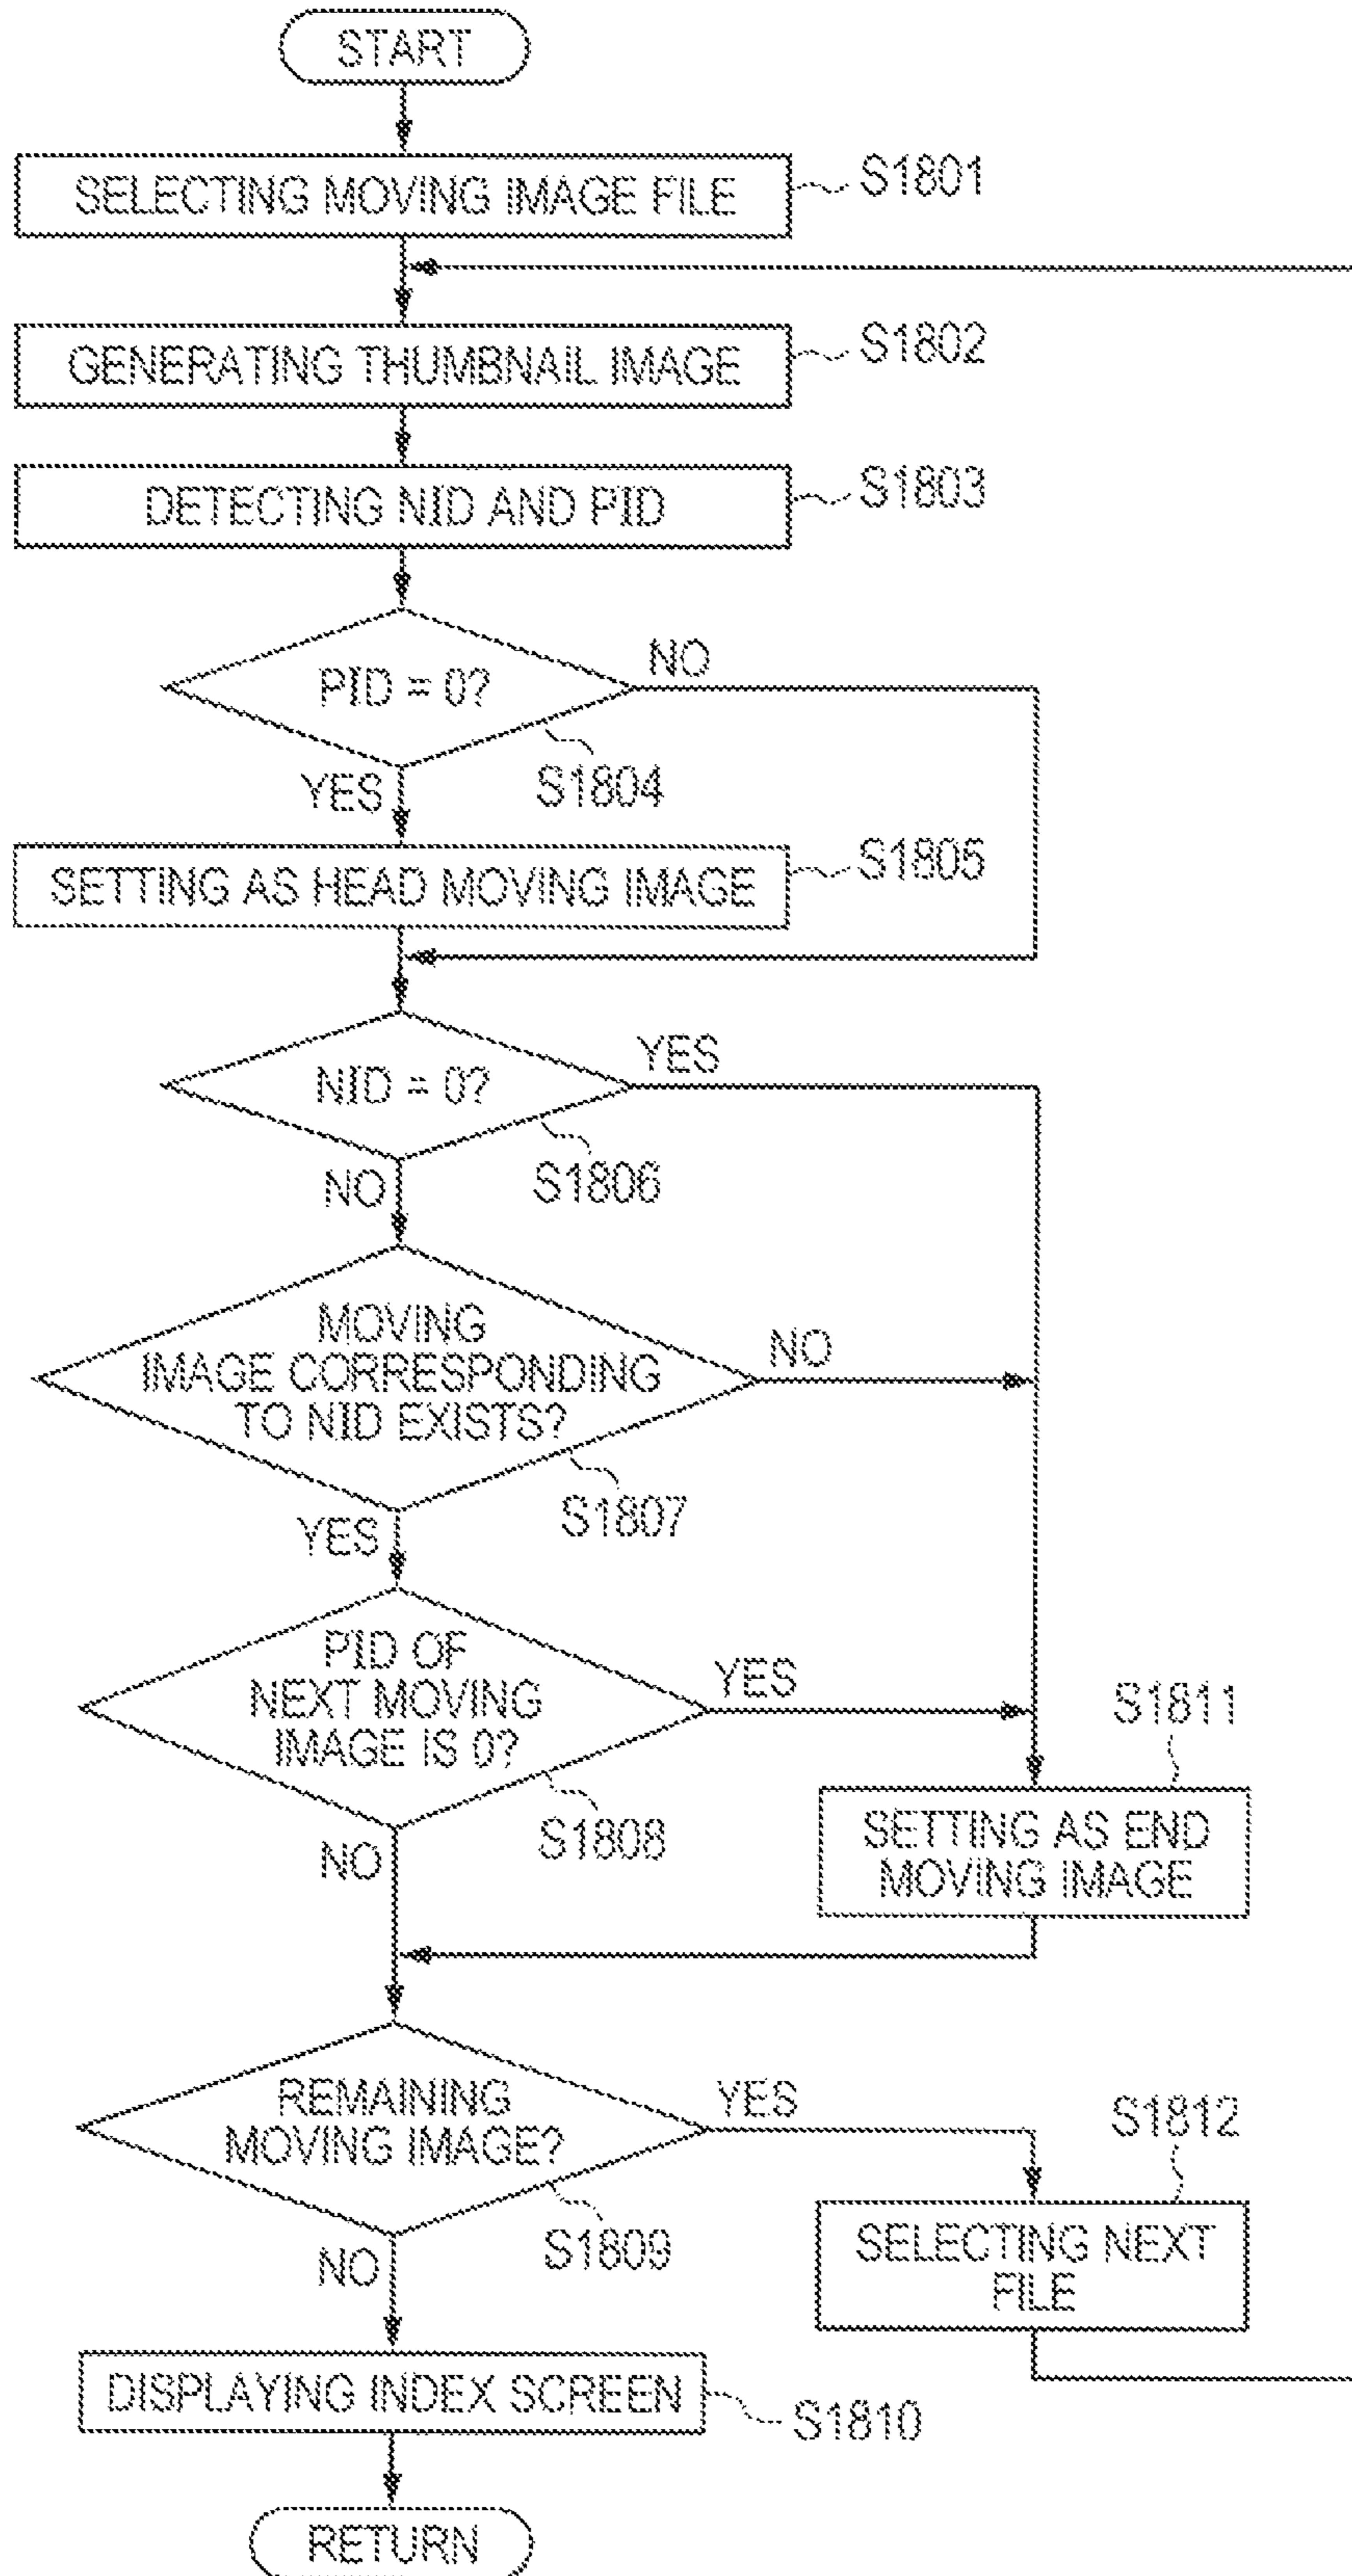 START
SELECTING MOVING IMAGE FILE
S1801
GENERATING THUMBNAIL IMAGE
S1802
DETECTING NID AND PID
S1803
PID = 0?
NO
YES
S1804
SETTING AS HEAD MOVING IMAGE
S1805
NID = 0?
YES
NO
S1806
MOVING
IMAGE CORRESPONDING
TO NID EXISTS?
NO
YES
S1807
PID OF
NEXT MOVING
IMAGE IS 0?
YES
NO
S1808
S1811
SETTING AS END
MOVING IMAGE
REMAINING
MOVING IMAGE?
YES
NO
S1809
S1812
SELECTING NEXT
FILE
DISPLAYING INDEX SCREEN
S1810
RETURN